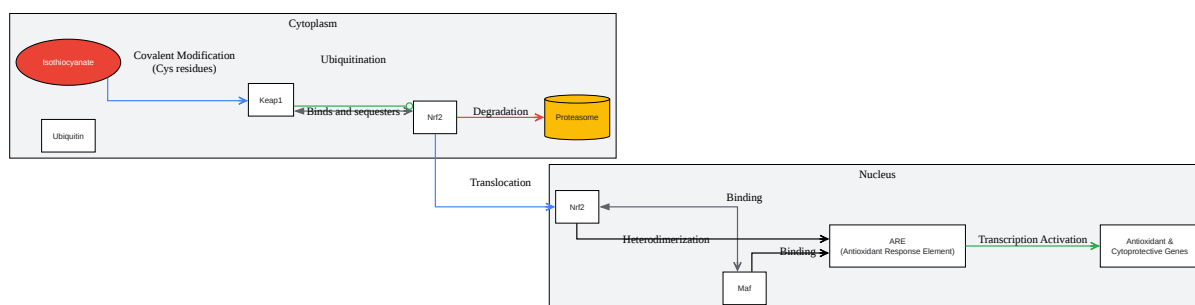 Cytoplasm
Isothiocyanate
Covalent Modification
(Cys residues)
Ubiquitination
Keap1
Binds and sequesters
Nrf2
Degradation
Proteasome
Ubiquitin
Translocation
Nucleus
Nrf2
Binding
Heterodimerization
Binding
ARE
(Antioxidant Response Element)
Transcription Activation
Antioxidant &
Cytoprotective Genes
Maf